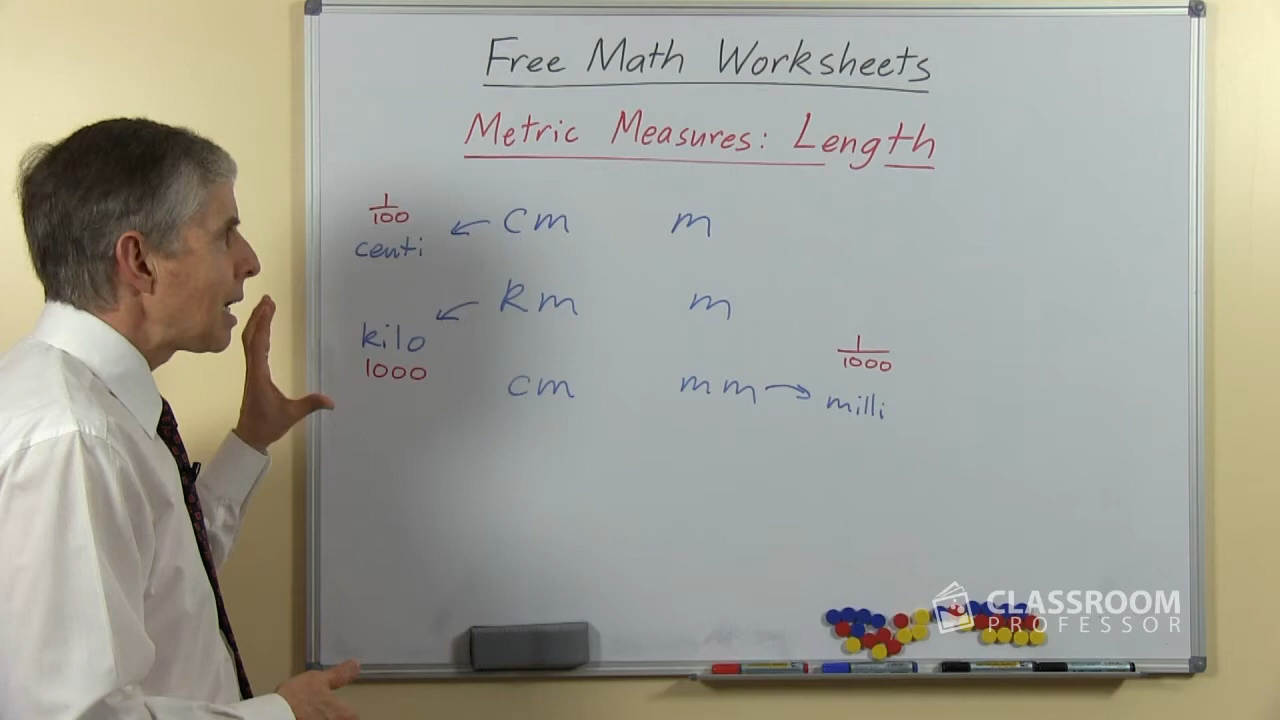 Free Math Worksheets
Metric Measures: Length
1/100
centi
cm m
km m
kilo
1000
1/1000
cm mm
milli
CLASSROOM
PROFESSOR